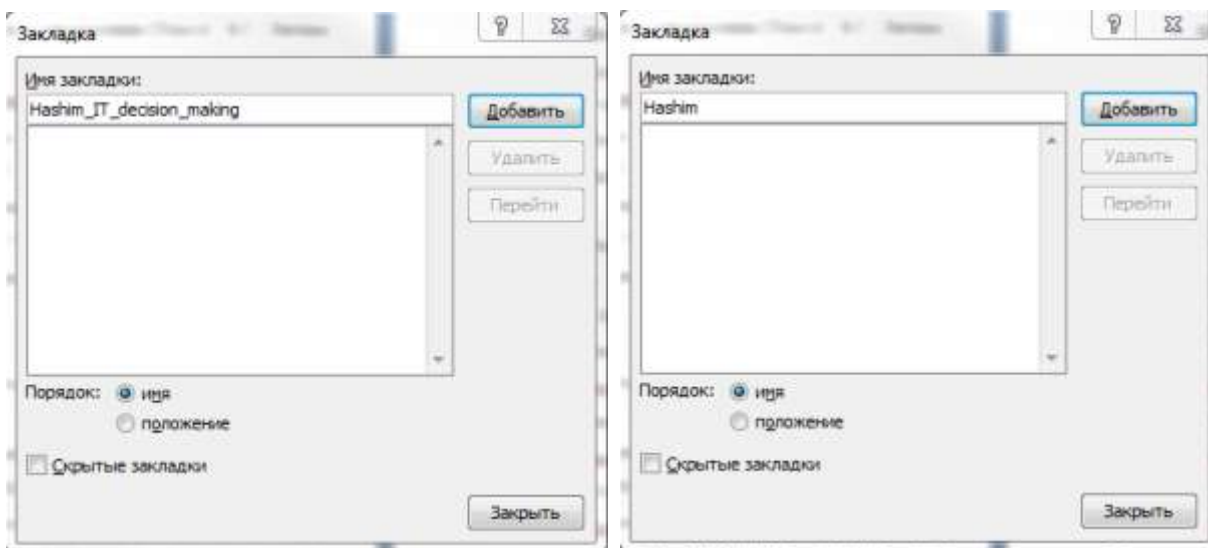 Закладка
Имя закладки:
Hashim_IT_decision_making
Добавить
Удалить
Перейти
Порядок:
имя
положение
Скрытые закладки
Закрыть
Закладка
Имя закладки:
Hashim
Добавить
Удалить
Перейти
Порядок:
имя
положение
Скрытые закладки
Закрыть